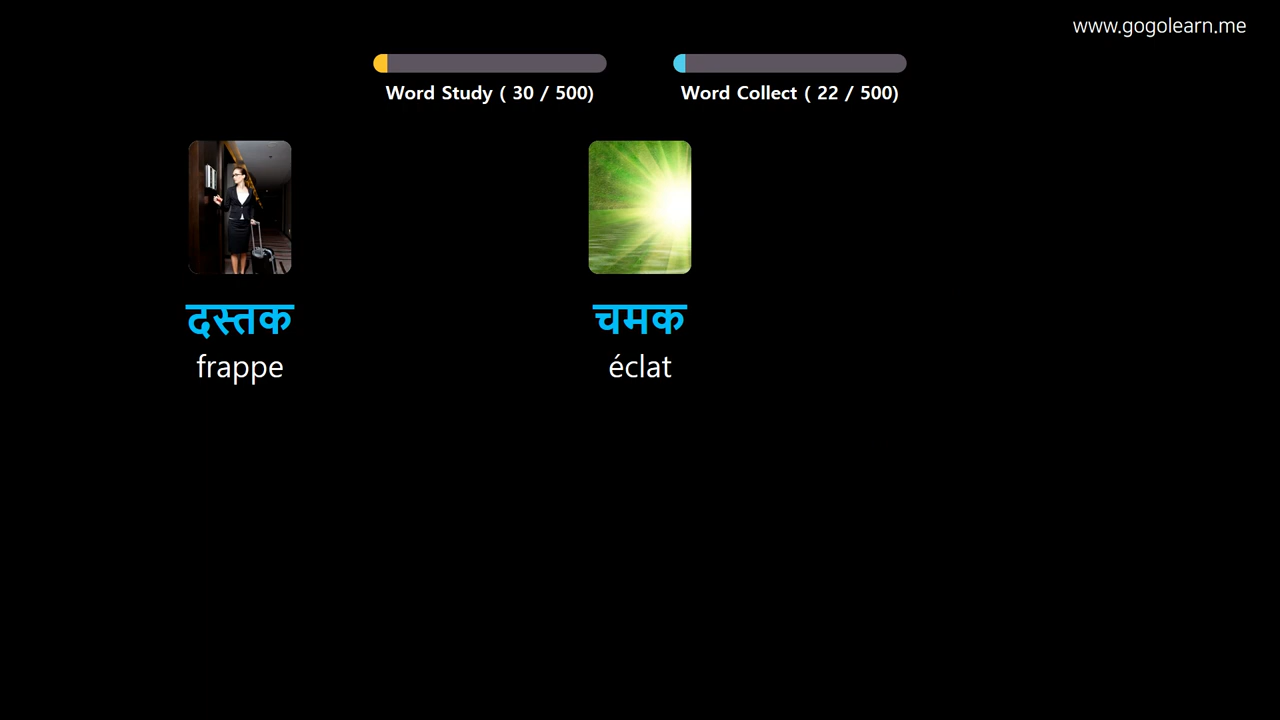 www.gogolearn.me
Word Study ( 30 / 500)
Word Collect ( 22 / 500)
दस्तक
frappe
चमक
éclat